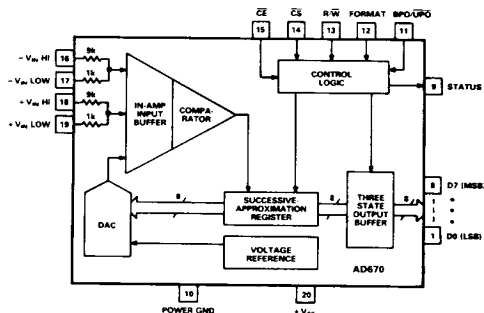 CE CS R·W FORMAT BPO/UPO
15 14 13 12 11
− VIN HI 16 9k
− VIN LOW 17 1k
+ VIN HI 18 9k
+ VIN LOW 19 1k
IN-AMP
INPUT
BUFFER
COMPA-
RATOR
CONTROL
LOGIC
9 STATUS
DAC
8
SUCCESSIVE-
APPROXIMATION
REGISTER
8
THREE
STATE
OUTPUT
BUFFER
8
8 D7 (MSB)
1 D0 (LSB)
VOLTAGE
REFERENCE
AD670
10 20
POWER GND